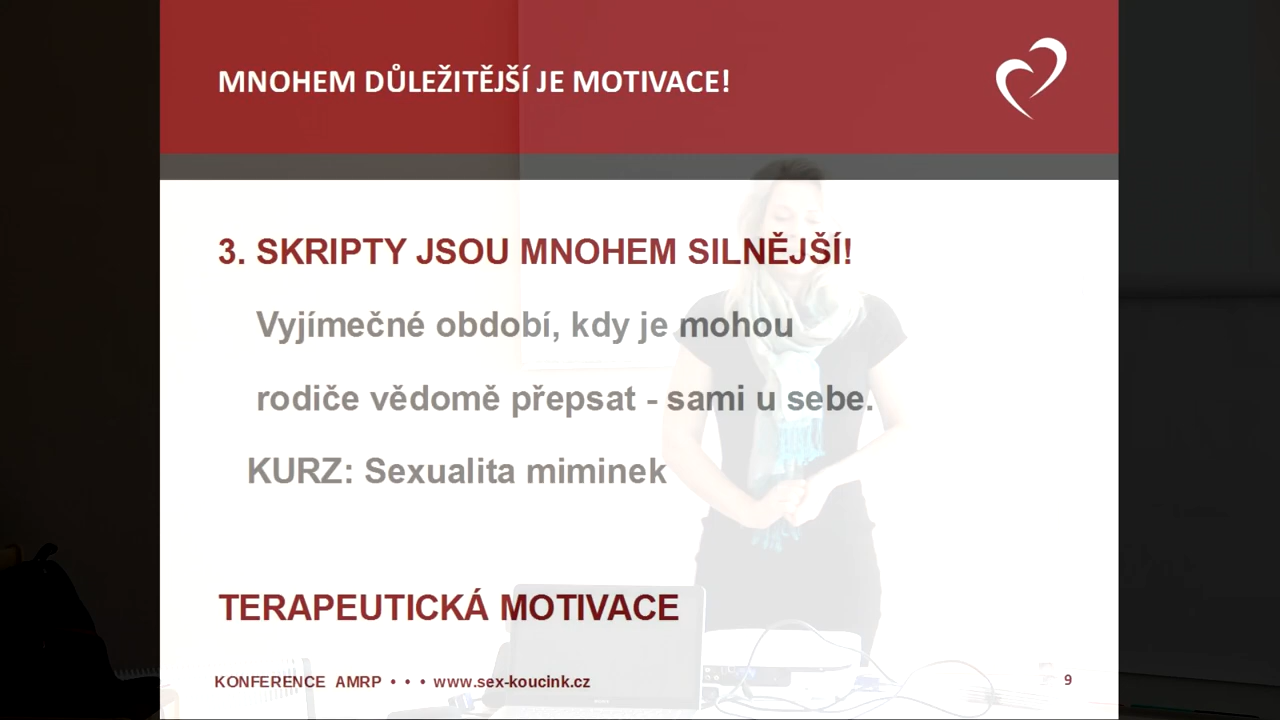 MNOHEM DŮLEŽITĚJŠÍ JE MOTIVACE!
3. SKRIPTY JSOU MNOHEM SILNĚJŠÍ!
Vyjímečné období, kdy je mohou
rodiče vědomě přepsat - sami u sebe.
KURZ: Sexualita miminek
TERAPEUTICKÁ MOTIVACE
KONFERENCE AMRP • • • www.sex-koucink.cz
9